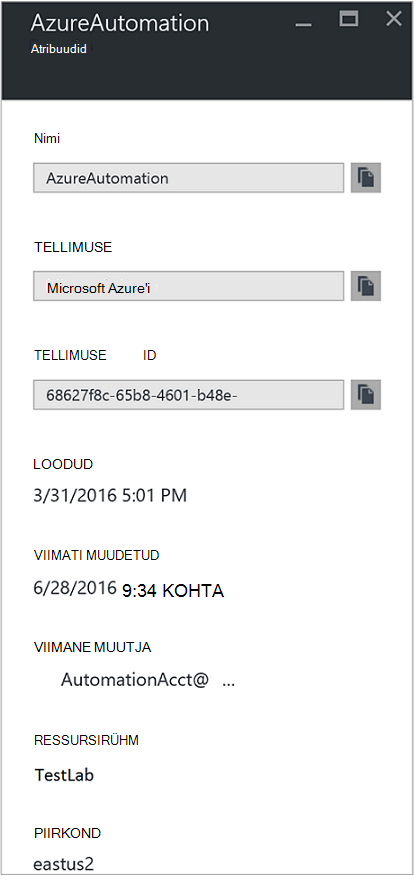 AzureAutomation
Atribuudid
Nimi
AzureAutomation
TELLIMUSE
Microsoft Azure'i
TELLIMUSE ID
68627f8c-65b8-4601-b48e-
LOODUD
3/31/2016 5:01 PM
VIIMATI MUUDETUD
6/28/2016 9:34 KOHTA
VIIMANE MUUTJA
AutomationAcct@ ...
RESSURSIRÜHM
TestLab
PIIRKOND
eastus2